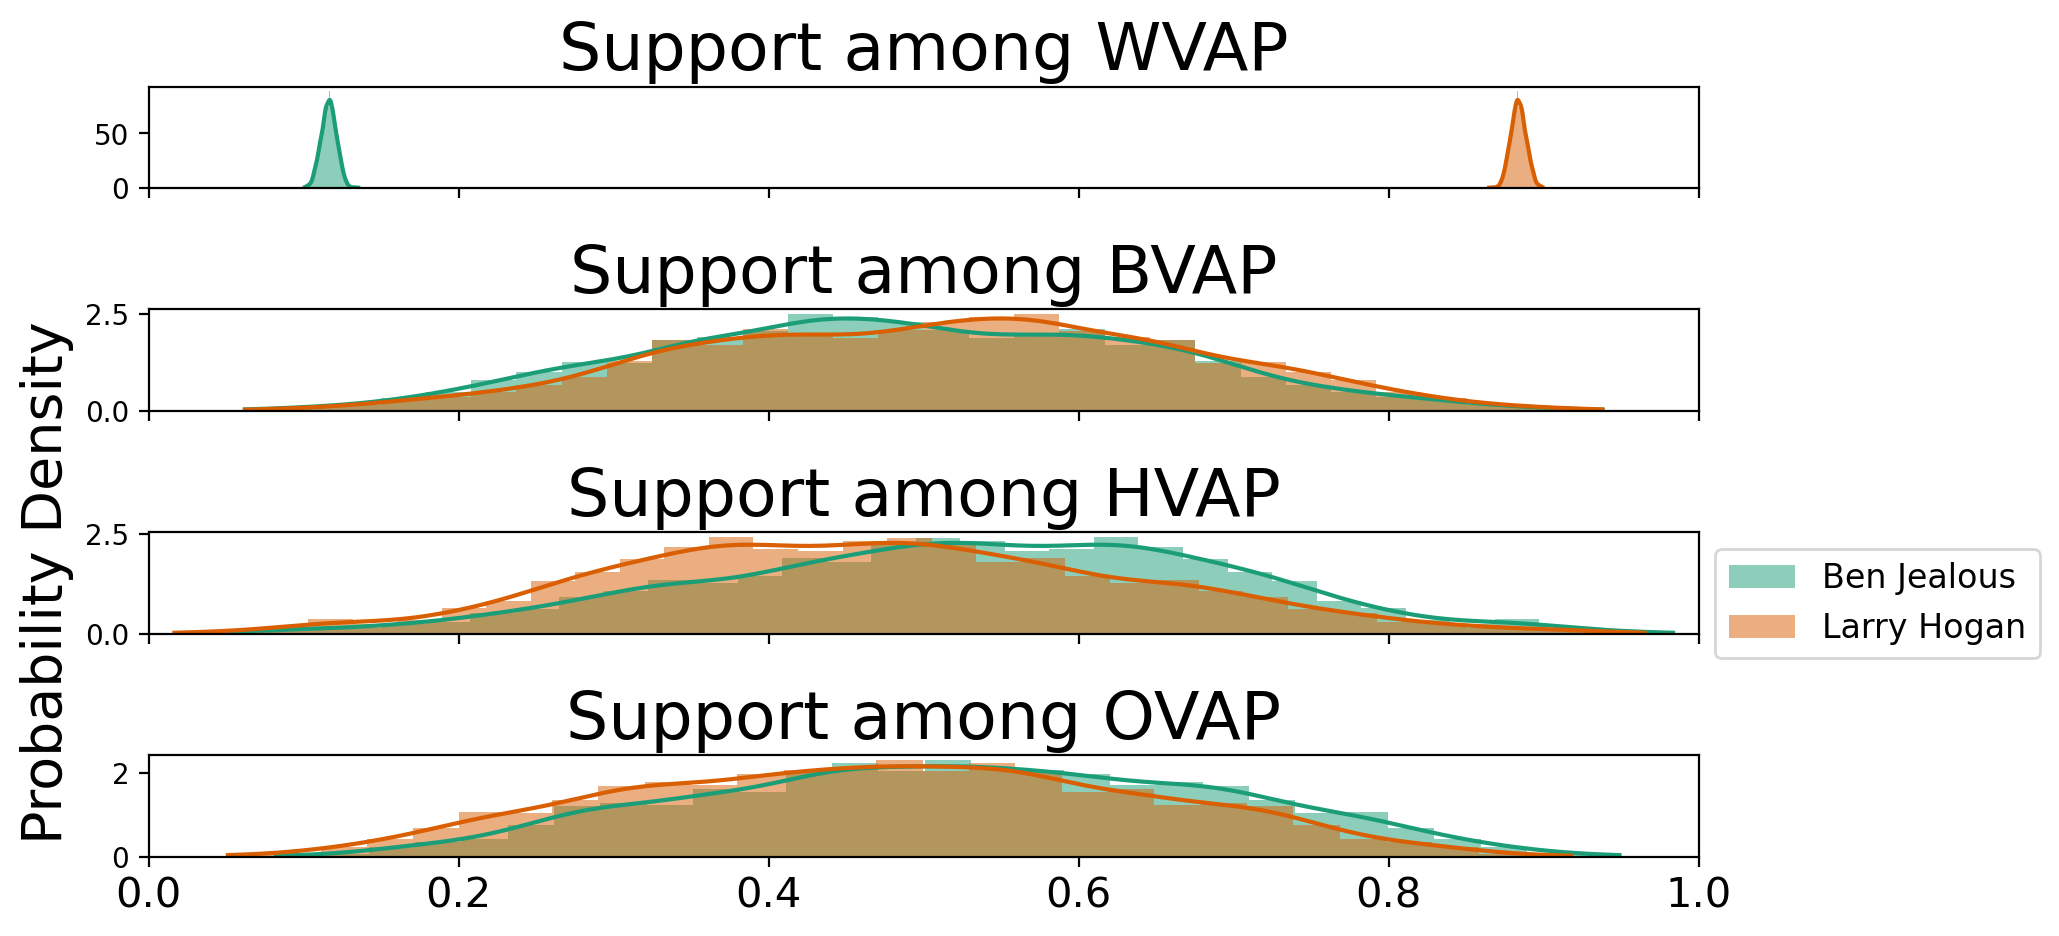 Support among WVAP
50
0
Support among BVAP
2.5
0.0
Support among HVAP
2.5
0.0
Support among OVAP
2
0
0.0 0.2 0.4 0.6 0.8 1.0
Probability Density
Ben Jealous
Larry Hogan